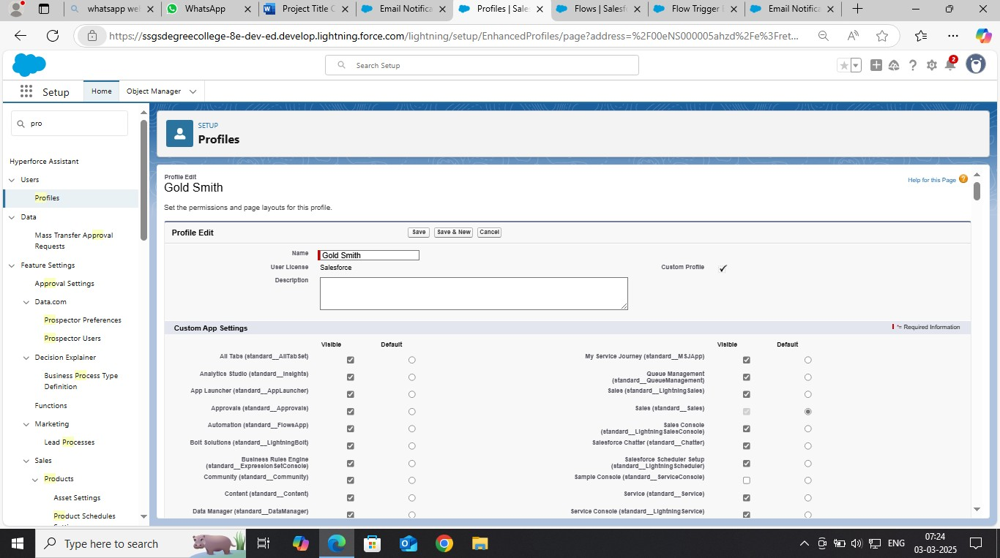 whatsapp we
WhatsApp
Project Title
Email Notifica
Profiles | Sale
Flows | Salesf
Flow Trigger
Email Notifica
https://ssgsdegreecollege-8e-dev-ed.develop.lightning.force.com/lightning/setup/EnhancedProfiles/page?address=%2F00eNS000005ahzd%2Fe%3Fret...
Search Setup
2
Setup
Home
Object Manager
pro
Hyperforce Assistant
Users
Profiles
Data
Mass Transfer Approval
Requests
Feature Settings
Approval Settings
Data.com
Prospector Preferences
Prospector Users
Decision Explainer
Business Process Type
Definition
Functions
Marketing
Lead Processes
Sales
Products
Asset Settings
Product Schedules
SETUP
Profiles
Profile Edit
Gold Smith
Help for this Page
Set the permissions and page layouts for this profile.
Profile Edit
Save
Save & New
Cancel
Name
Gold Smith
User License
Salesforce
Custom Profile
Description
Custom App Settings
= Required Information
Visible
Default
Visible
Default
All Tabs (standard__AllTabSet)
My Service Journey (standard__MSJApp)
Analytics Studio (standard__Insights)
Queue Management
(standard__QueueManagement)
App Launcher (standard__AppLauncher)
Sales (standard__LightningSales)
Approvals (standard__Approvals)
Sales (standard__Sales)
Automation (standard__FlowsApp)
Sales Console
(standard__LightningSalesConsole)
Bolt Solutions (standard__LightningBolt)
Salesforce Chatter (standard__Chatter)
Business Rules Engine
(standard__ExpressionSetConsole)
Salesforce Scheduler Setup
(standard__LightningScheduler)
Community (standard__Community)
Sample Console (standard__ServiceConsole)
Content (standard__Content)
Service (standard__Service)
Data Manager (standard__DataManager)
Service Console (standard__LightningService)
Type here to search
ENG
07:24
03-03-2025